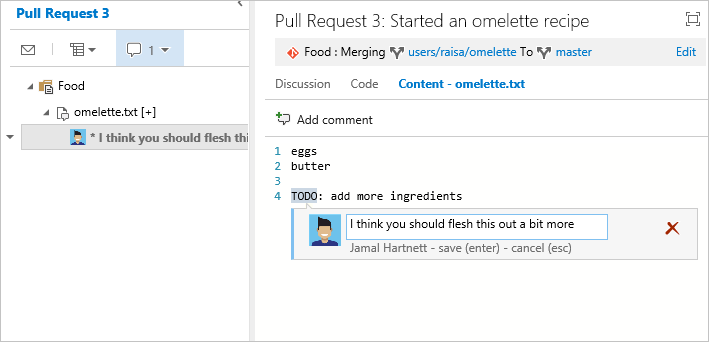 Pull Request 3
1
Food
omelette.txt [+]
* I think you should flesh thi
Pull Request 3: Started an omelette recipe
Food : Merging users/raisa/omelette To master Edit
Discussion Code Content - omelette.txt
Add comment
1 eggs
2 butter
3
4 TODO: add more ingredients
I think you should flesh this out a bit more
Jamal Hartnett - save (enter) - cancel (esc)